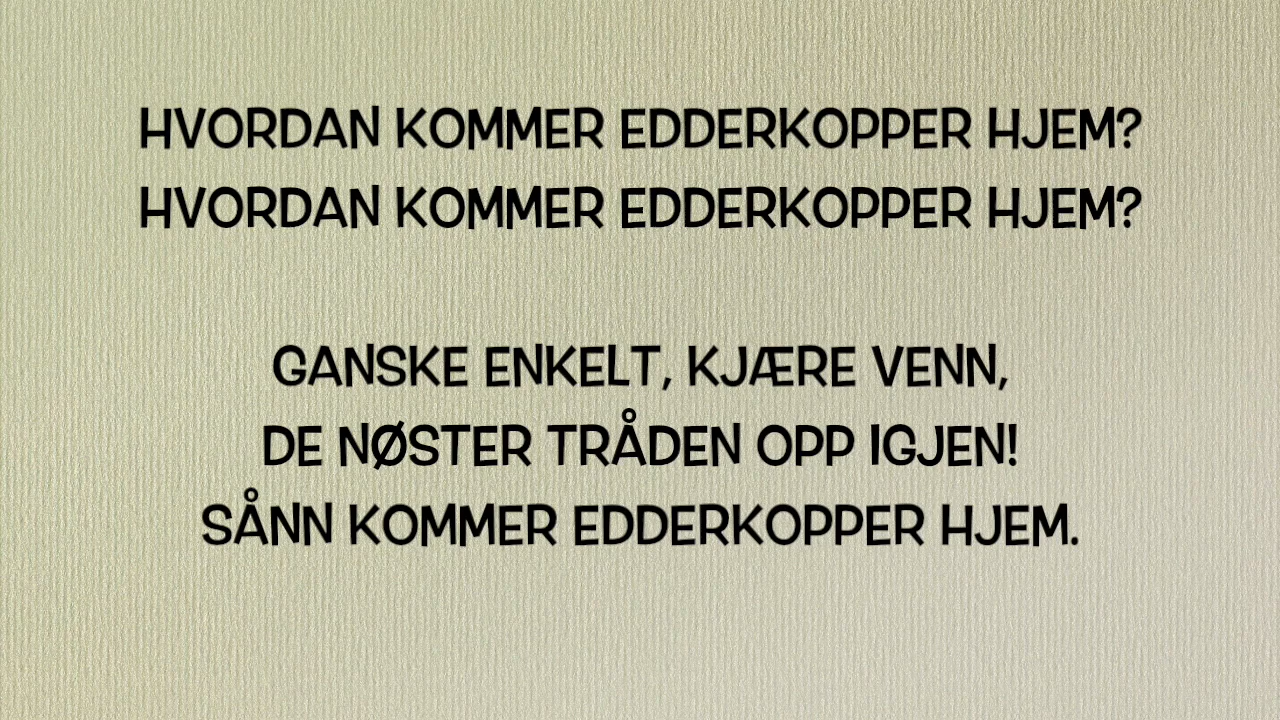 HVORDAN KOMMER EDDERKOPPER HJEM?
HVORDAN KOMMER EDDERKOPPER HJEM?
GANSKE ENKELT, KJÆRE VENN,
DE NØSTER TRÅDEN OPP IGJEN!
SÅNN KOMMER EDDERKOPPER HJEM.